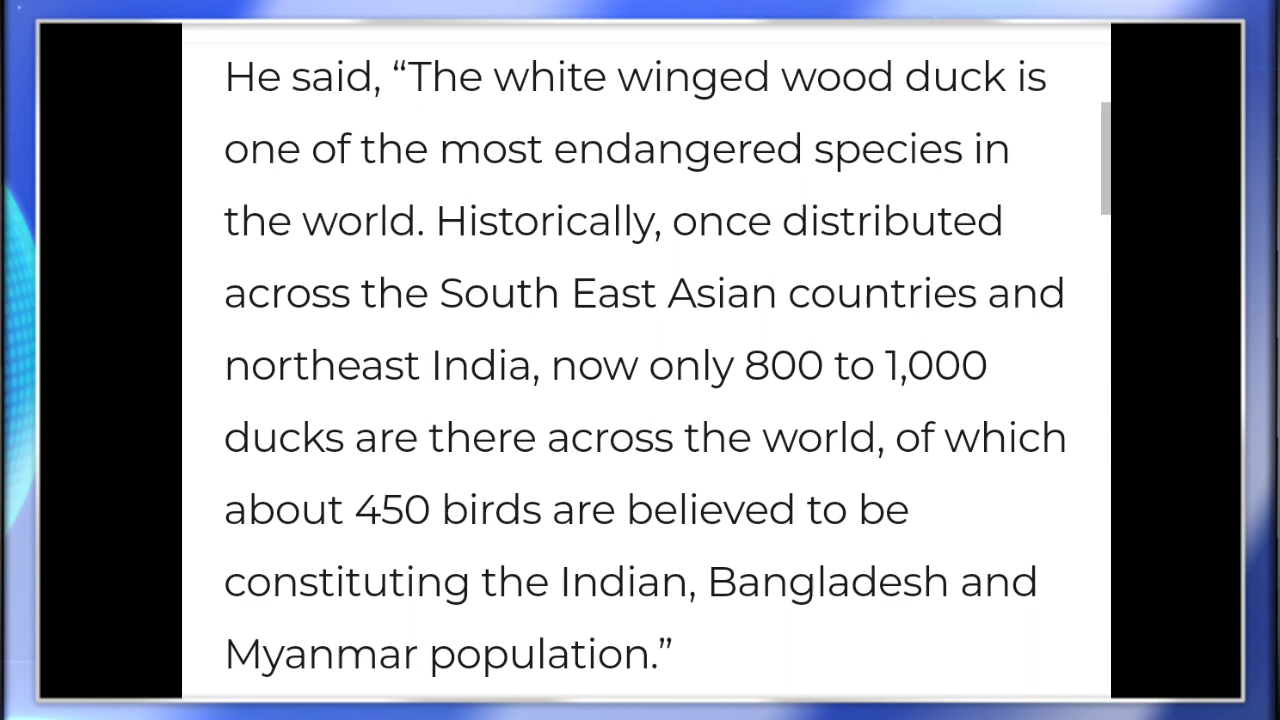 He said, “The white winged wood duck is
one of the most endangered species in
the world. Historically, once distributed
across the South East Asian countries and
northeast India, now only 800 to 1,000
ducks are there across the world, of which
about 450 birds are believed to be
constituting the Indian, Bangladesh and
Myanmar population.”